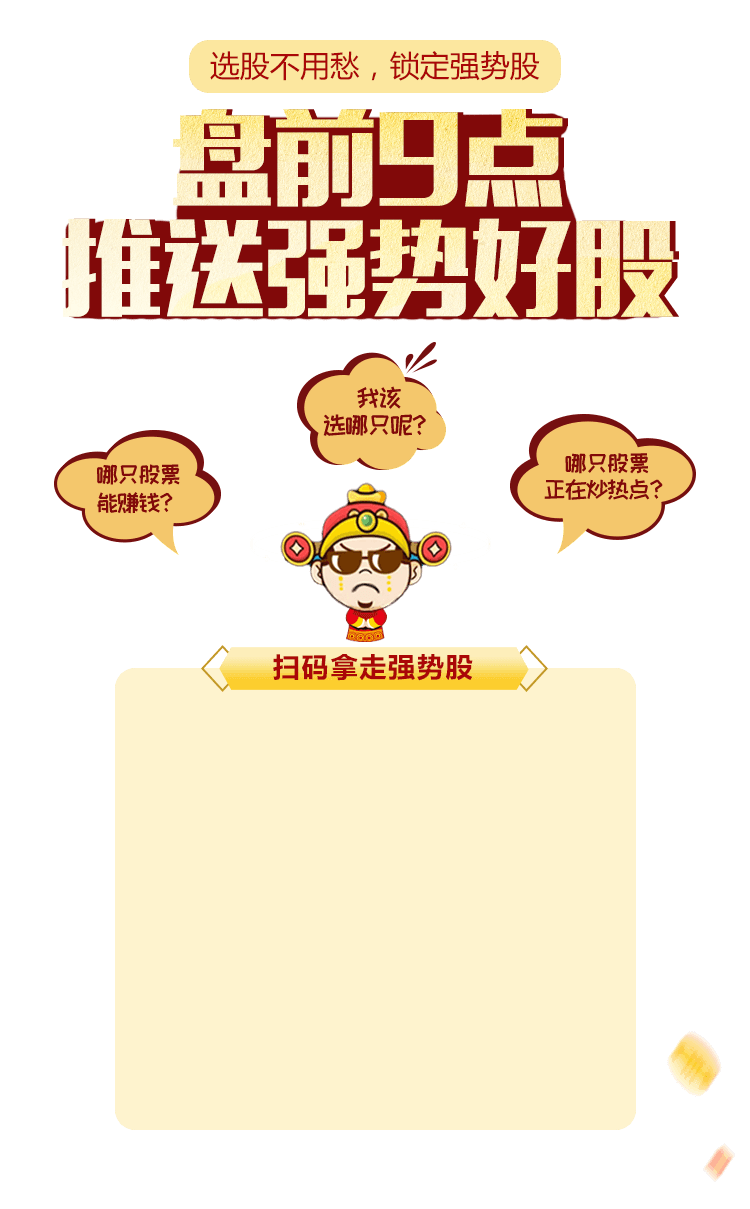 选股不用愁，锁定强势股
盘前9点
推送强势好股
我该
选哪只呢?
哪只股票
能赚钱?
哪只股票
正在炒热点?
扫码拿走强势股